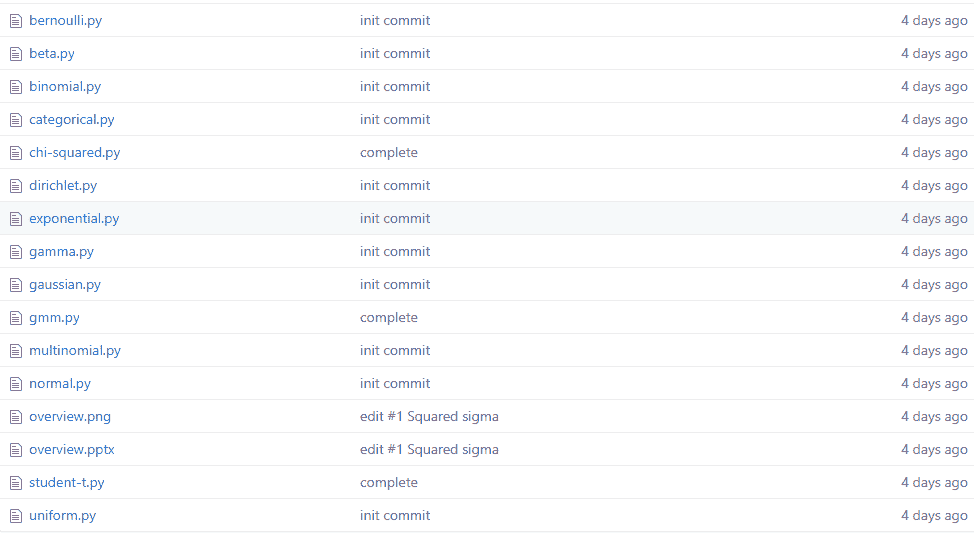 bernoulli.py init commit 4 days ago
beta.py init commit 4 days ago
binomial.py init commit 4 days ago
categorical.py init commit 4 days ago
chi-squared.py complete 4 days ago
dirichlet.py init commit 4 days ago
exponential.py init commit 4 days ago
gamma.py init commit 4 days ago
gaussian.py init commit 4 days ago
gmm.py complete 4 days ago
multinomial.py init commit 4 days ago
normal.py init commit 4 days ago
overview.png edit #1 Squared sigma 4 days ago
overview.pptx edit #1 Squared sigma 4 days ago
student-t.py complete 4 days ago
uniform.py init commit 4 days ago